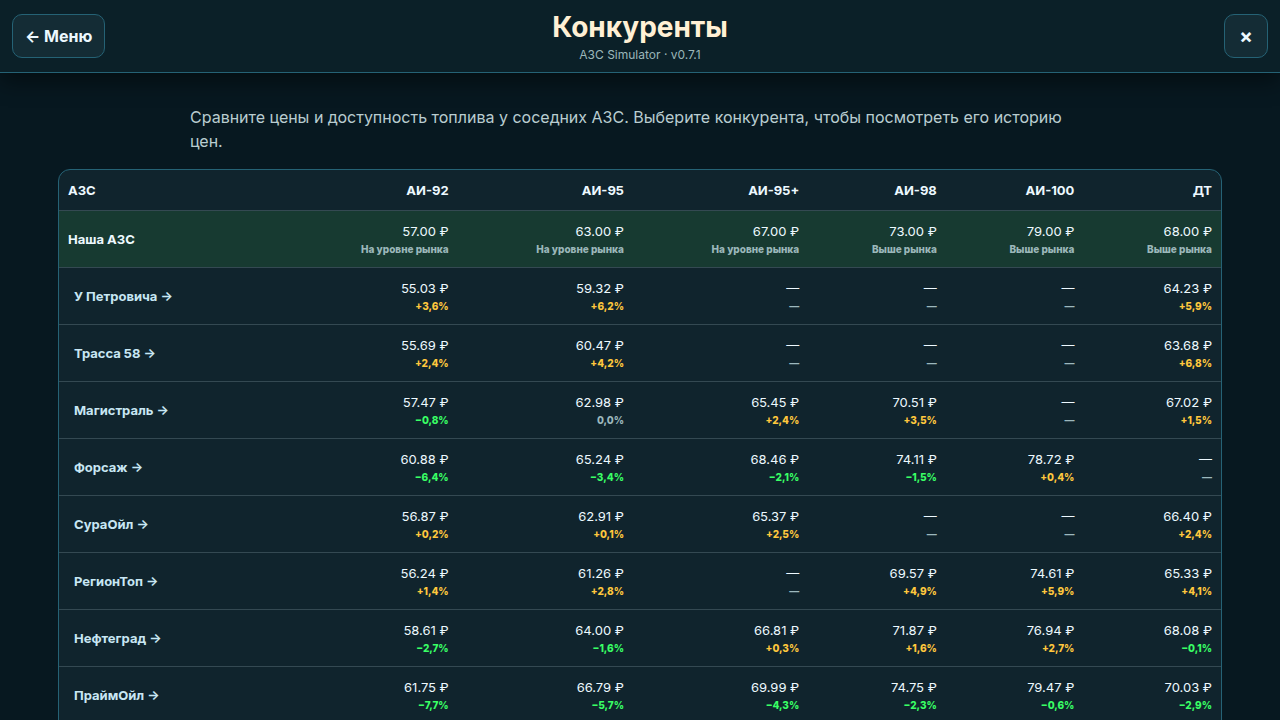 ← Меню
Конкуренты
АЗС Simulator · v0.7.1
×
Сравните цены и доступность топлива у соседних АЗС. Выберите конкурента, чтобы посмотреть его историю
цен.
АЗС АИ-92 АИ-95 АИ-95+ АИ-98 АИ-100 ДТ
Наша АЗС 57.00 ₽ 63.00 ₽ 67.00 ₽ 73.00 ₽ 79.00 ₽ 68.00 ₽
На уровне рынка На уровне рынка На уровне рынка Выше рынка Выше рынка Выше рынка
У Петровича → 55.03 ₽ 59.32 ₽ — — — 64.23 ₽
+3,6% +6,2% — — — +5,9%
Трасса 58 → 55.69 ₽ 60.47 ₽ — — — 63.68 ₽
+2,4% +4,2% — — — +6,8%
Магистраль → 57.47 ₽ 62.98 ₽ 65.45 ₽ 70.51 ₽ — 67.02 ₽
−0,8% 0,0% +2,4% +3,5% — +1,5%
Форсаж → 60.88 ₽ 65.24 ₽ 68.46 ₽ 74.11 ₽ 78.72 ₽ —
−6,4% −3,4% −2,1% −1,5% +0,4% —
СураОйл → 56.87 ₽ 62.91 ₽ 65.37 ₽ — — 66.40 ₽
+0,2% +0,1% +2,5% — — +2,4%
РегионТоп → 56.24 ₽ 61.26 ₽ — 69.57 ₽ 74.61 ₽ 65.33 ₽
+1,4% +2,8% — +4,9% +5,9% +4,1%
Нефтеград → 58.61 ₽ 64.00 ₽ 66.81 ₽ 71.87 ₽ 76.94 ₽ 68.08 ₽
−2,7% −1,6% +0,3% +1,6% +2,7% −0,1%
ПраймОйл → 61.75 ₽ 66.79 ₽ 69.99 ₽ 74.75 ₽ 79.47 ₽ 70.03 ₽
−7,7% −5,7% −4,3% −2,3% −0,6% −2,9%